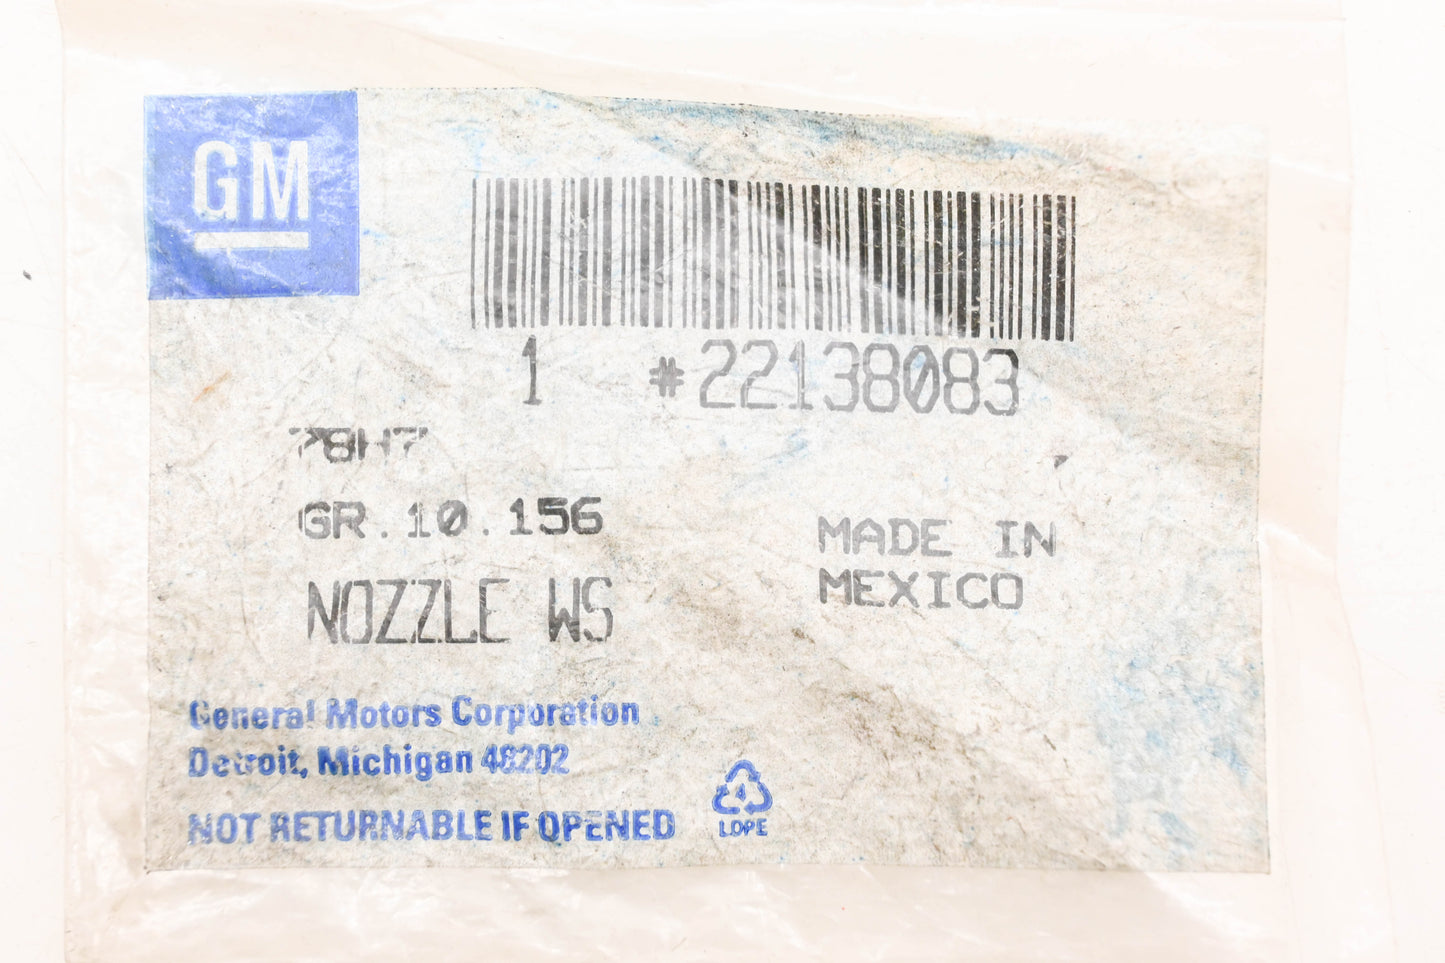 GM
1 #22138083
78H7
GR.10.156
NOZZLE WS
MADE IN
MEXICO
General Motors Corporation
Detroit, Michigan 48202
NOT RETURNABLE IF OPENED
4
LDPE